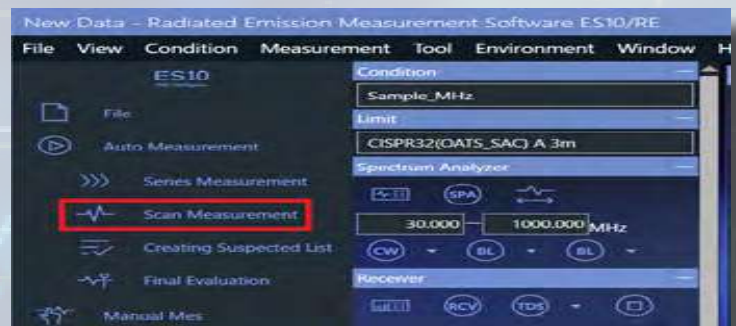 New Data - Radiated Emission Measurement Software ES10/RE
File View Condition Measurement Tool Environment Window H
ES10
File
Auto Measurement
Series Measurement
Scan Measurement
Creating Suspected List
Final Evaluation
Manual Mes
Condition
Sample_MHz
Limit
CISPR32(OATS_SAC) A 3m
Spectrum Analyzer
SPA
30.000 — 1000.000 MHz
CW BL BL
Receiver
RCV TDS